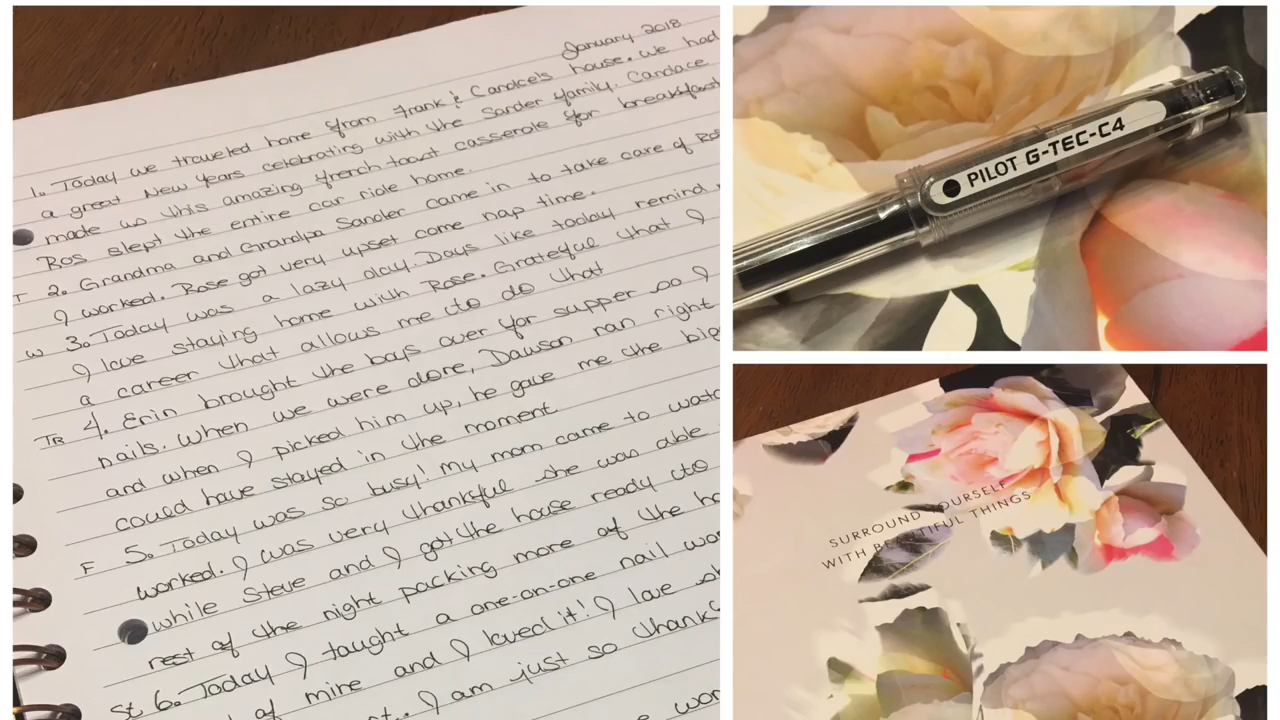 January 2018
1. Today we traveled home from Frank & Candce's house. We had
a great New Years celebrating with the Sander family. Candace
made us this amazing french toast casserole for breakfast
Ros slept the entire car ride home.
T 2. Grandma and Grandpa Sander came in to take care of Ros
I worked. Rose got very upset come nap time.
W 3. Today was a lazy day. Days like today remind
I love staying home with Rose. Grateful that I
a career that allows me to do that
TR 4. Erin brought the boys over for supper so I
nails. When we were done, Dawson ran right
and when I picked him up, he gave me the big
could have stayed in the moment
F 5. Today was so busy! My mom came to watc
worked. I was very thankful she was able
while Steve and I got the house ready to
rest of the night packing more of the ho
St 6. Today I taught a one-on-one nail wor
of mine and I loved it! I love sh
I am just so thank
wor
PILOT G-TEC-C4
SURROUND YOURSELF
WITH BEAUTIFUL THINGS